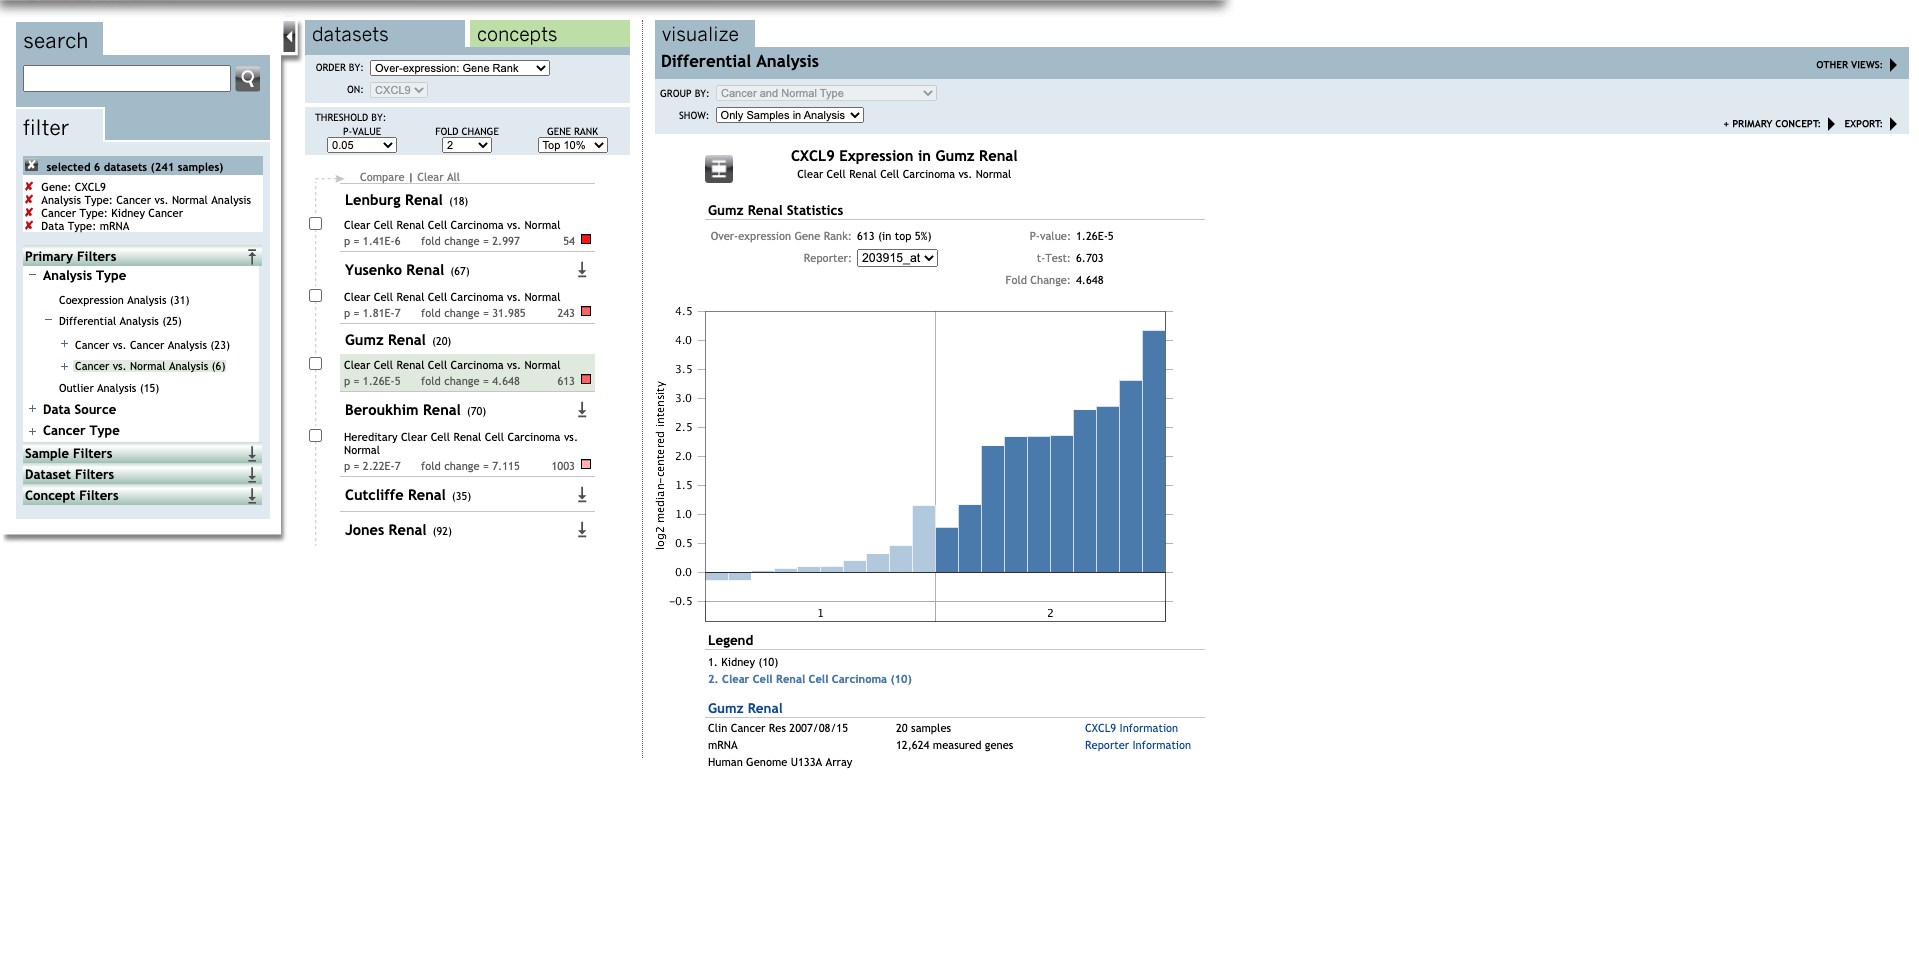 search
filter
selected 6 datasets (241 samples)
Gene: CXCL9
Analysis Type: Cancer vs. Normal Analysis
Cancer Type: Kidney Cancer
Data Type: mRNA
Primary Filters
Analysis Type
Coexpression Analysis (31)
Differential Analysis (25)
Cancer vs. Cancer Analysis (23)
Cancer vs. Normal Analysis (6)
Outlier Analysis (15)
Data Source
Cancer Type
Sample Filters
Dataset Filters
Concept Filters
datasets
concepts
ORDER BY: Over-expression: Gene Rank
ON: CXCL9
THRESHOLD BY:
P-VALUE FOLD CHANGE GENE RANK
0.05 2 Top 10%
Compare | Clear All
Lenburg Renal (18)
Clear Cell Renal Cell Carcinoma vs. Normal
p = 1.41E-6 fold change = 2.997 54
Yusenko Renal (67)
Clear Cell Renal Cell Carcinoma vs. Normal
p = 1.81E-7 fold change = 31.985 243
Gumz Renal (20)
Clear Cell Renal Cell Carcinoma vs. Normal
p = 1.26E-5 fold change = 4.648 613
Beroukhim Renal (70)
Hereditary Clear Cell Renal Cell Carcinoma vs.
Normal
p = 2.22E-7 fold change = 7.115 1003
Cutcliffe Renal (35)
Jones Renal (92)
visualize
Differential Analysis
OTHER VIEWS:
GROUP BY: Cancer and Normal Type
SHOW: Only Samples in Analysis
+ PRIMARY CONCEPT: EXPORT:
CXCL9 Expression in Gumz Renal
Clear Cell Renal Cell Carcinoma vs. Normal
Gumz Renal Statistics
Over-expression Gene Rank: 613 (in top 5%) P-value: 1.26E-5
Reporter: 203915_at t-Test: 6.703
Fold Change: 4.648
log2 median-centered intensity
4.5
4.0
3.5
3.0
2.5
2.0
1.5
1.0
0.5
0.0
-0.5
1 2
Legend
1. Kidney (10)
2. Clear Cell Renal Cell Carcinoma (10)
Gumz Renal
Clin Cancer Res 2007/08/15 20 samples CXCL9 Information
mRNA 12,624 measured genes Reporter Information
Human Genome U133A Array